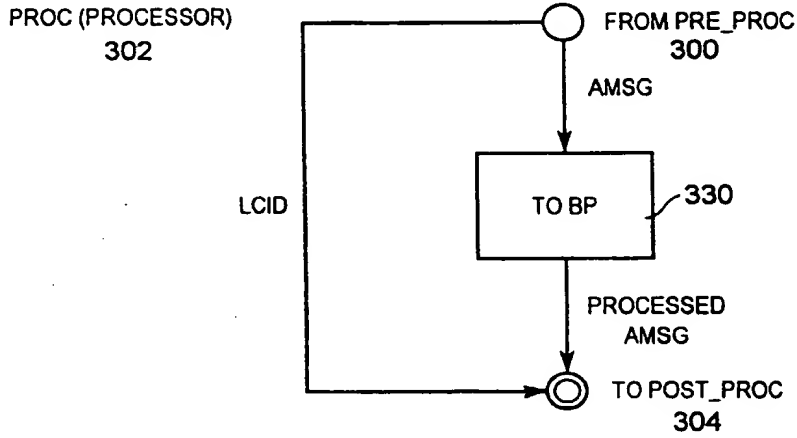 PROC (PROCESSOR)
302
FROM PRE_PROC
300
AMSG
LCID
TO BP
330
PROCESSED
AMSG
TO POST_PROC
304